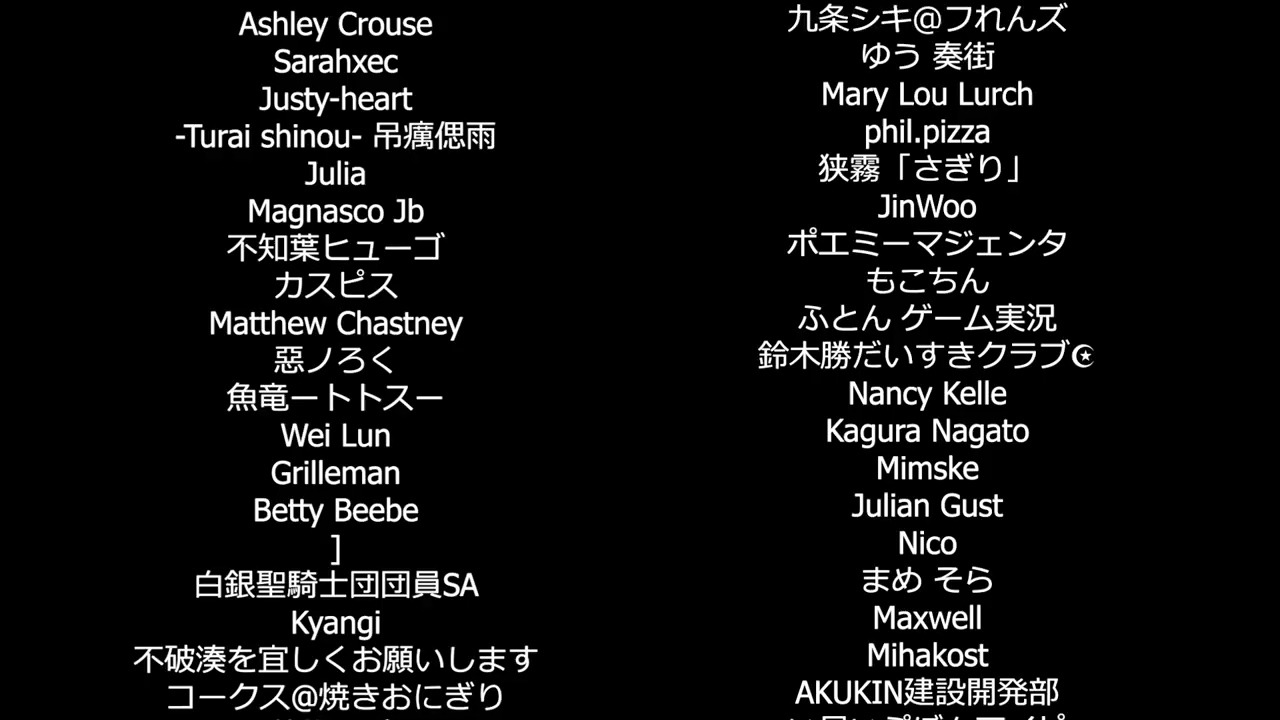 Ashley Crouse
Sarahxec
Justy-heart
-Turai shinou- 吊癘偲雨
Julia
Magnasco Jb
不知葉ヒューゴ
カスピス
Matthew Chastney
惡ノろく
魚竜ートトスー
Wei Lun
Grilleman
Betty Beebe
]
白銀聖騎士団団員SA
Kyangi
不破湊を宜しくお願いします
コークス@焼きおにぎり
九条シキ@フれんズ
ゆう 奏街
Mary Lou Lurch
phil.pizza
狭霧「さぎり」
JinWoo
ポエミーマジェンタ
もこちん
ふとん ゲーム実況
鈴木勝だいすきクラブ☪
Nancy Kelle
Kagura Nagato
Mimske
Julian Gust
Nico
まめ そら
Maxwell
Mihakost
AKUKIN建設開発部